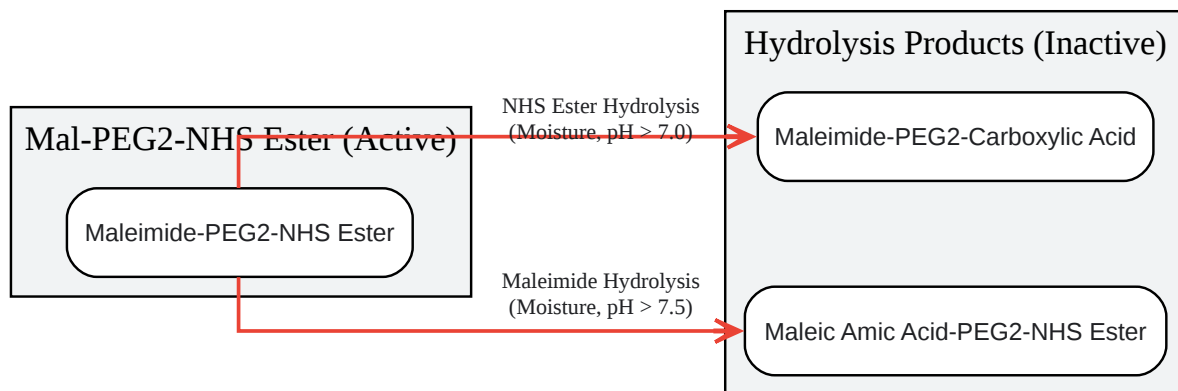 Hydrolysis Products (Inactive)
NHS Ester Hydrolysis
(Moisture, pH > 7.0)
Mal-PEG2-NHS Ester (Active)
Maleimide-PEG2-Carboxylic Acid
Maleimide-PEG2-NHS Ester
Maleimide Hydrolysis
(Moisture, pH > 7.5)
Maleic Amic Acid-PEG2-NHS Ester